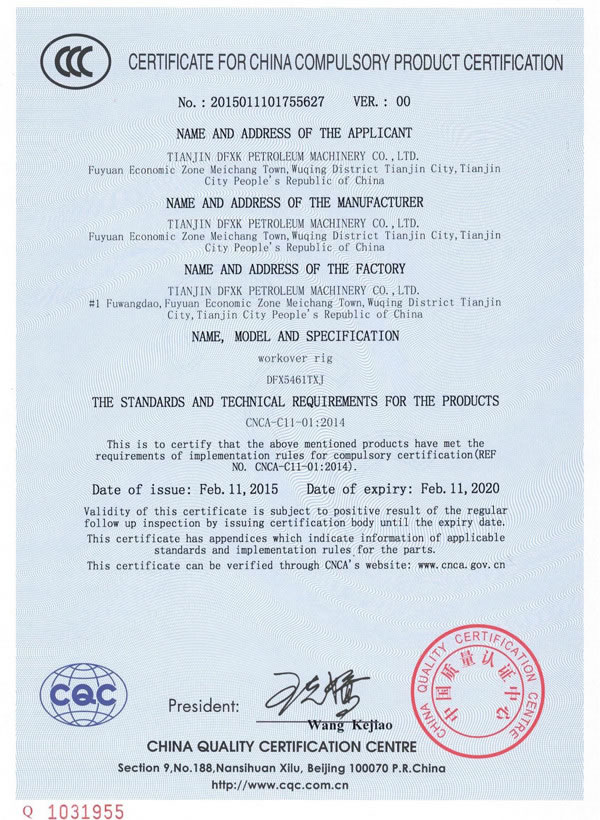 CCC
CERTIFICATE FOR CHINA COMPULSORY PRODUCT CERTIFICATION
No. : 2015011101755627 VER. : 00
NAME AND ADDRESS OF THE APPLICANT
TIANJIN DFXK PETROLEUM MACHINERY CO.,LTD.
Fuyuan Economic Zone Meichang Town,Wuqing District Tianjin City,Tianjin
City People's Republic of China
NAME AND ADDRESS OF THE MANUFACTURER
TIANJIN DFXK PETROLEUM MACHINERY CO.,LTD.
Fuyuan Economic Zone Meichang Town,Wuqing District Tianjin City,Tianjin
City People's Republic of China
NAME AND ADDRESS OF THE FACTORY
TIANJIN DFXK PETROLEUM MACHINERY CO.,LTD.
#1 Fuwangdao,Fuyuan Economic Zone Meichang Town,Wuqing District Tianjin
City,Tianjin City People's Republic of China
NAME, MODEL AND SPECIFICATION
workover rig
DFX5461TXJ
THE STANDARDS AND TECHNICAL REQUIREMENTS FOR THE PRODUCTS
CNCA-C11-01:2014
This is to certify that the above mentioned products have met the
requirements of implementation rules for compulsory certification(REF
NO. CNCA-C11-01:2014).
Date of issue: Feb.11,2015 Date of expiry: Feb.11,2020
Validity of this certificate is subject to positive result of the regular
follow up inspection by issuing certification body until the expiry date.
This certificate has appendices which indicate information of applicable
standards and implementation rules for the parts.
This certificate can be verified through CNCA's website: www.cnca.gov.cn
CQC
President:
Wang Kejiao
CHINA QUALITY CERTIFICATION CENTRE
中国质量认证中心
CHINA QUALITY CERTIFICATION CENTRE
Section 9,No.188,Nansihuan Xilu, Beijing 100070 P.R.China
http://www.cqc.com.cn
Q 1031955